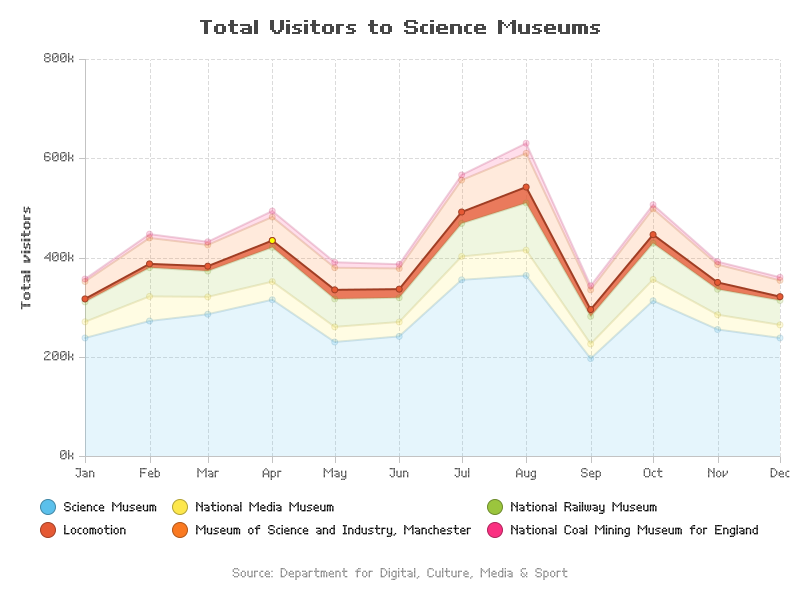 Total Visitors to Science Museums
800k
600k
400k
200k
0k
Total visitors
Jan Feb Mar Apr May Jun Jul Aug Sep Oct Nov Dec
Science Museum National Media Museum National Railway Museum
Locomotion Museum of Science and Industry, Manchester National Coal Mining Museum for England
Source: Department for Digital, Culture, Media & Sport